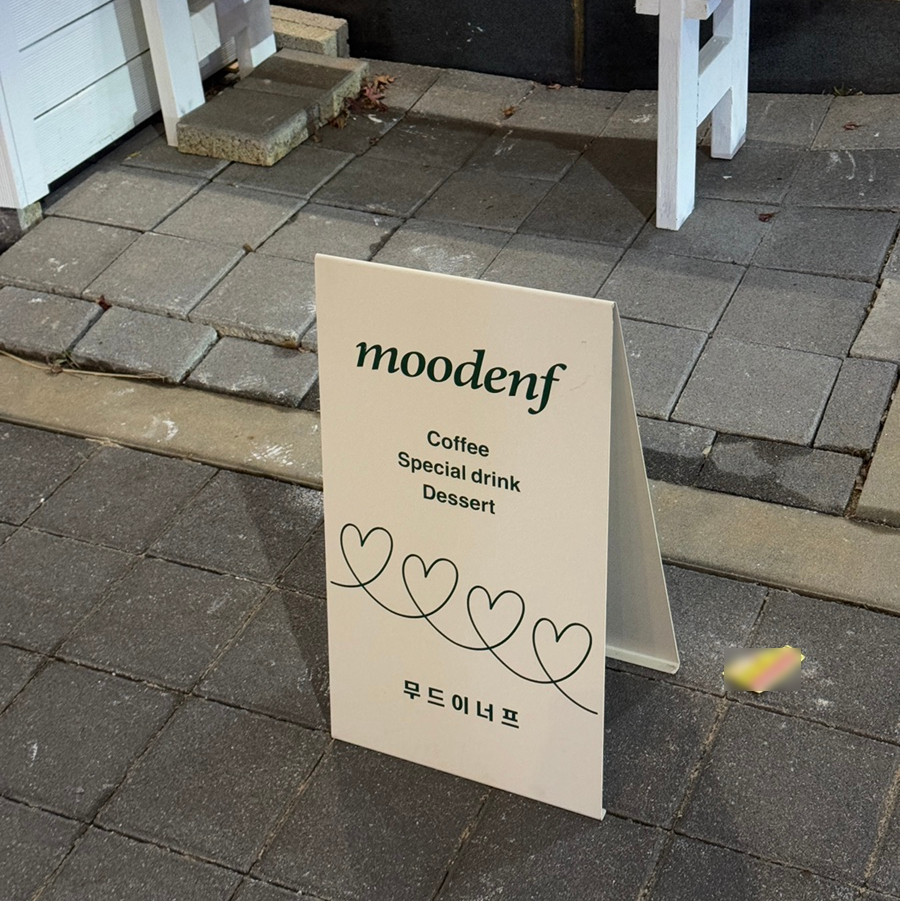 moodenf
Coffee
Special drink
Dessert
무드이너프